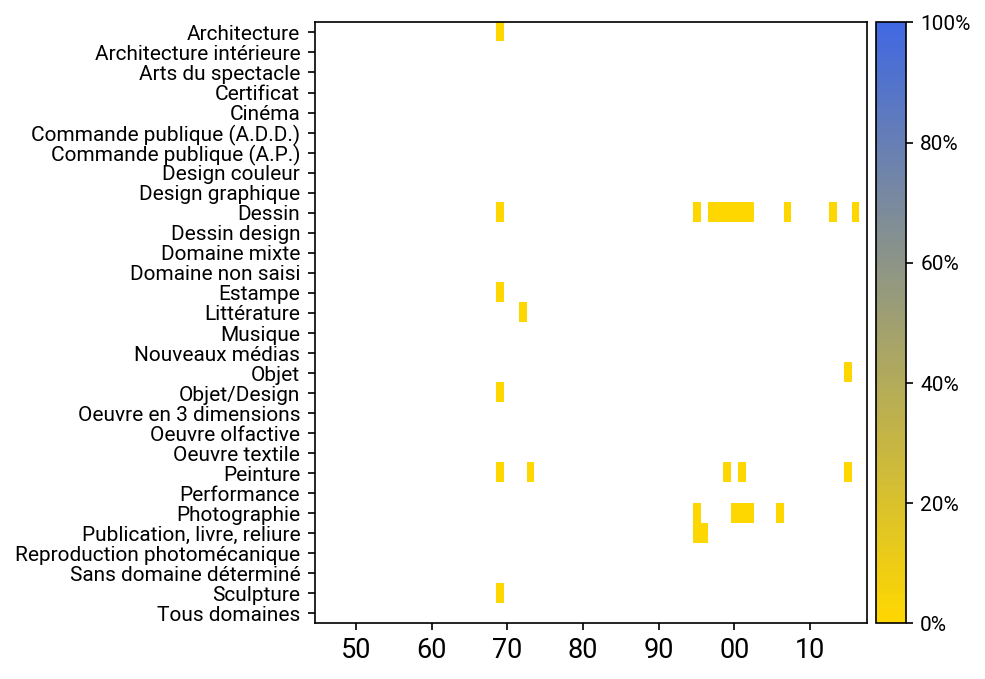 Architecture
Architecture intérieure
Arts du spectacle
Certificat
Cinéma
Commande publique (A.D.D.)
Commande publique (A.P.)
Design couleur
Design graphique
Dessin
Dessin design
Domaine mixte
Domaine non saisi
Estampe
Littérature
Musique
Nouveaux médias
Objet
Objet/Design
Oeuvre en 3 dimensions
Oeuvre olfactive
Oeuvre textile
Peinture
Performance
Photographie
Publication, livre, reliure
Reproduction photomécanique
Sans domaine déterminé
Sculpture
Tous domaines
50 60 70 80 90 00 10
100%
80%
60%
40%
20%
0%